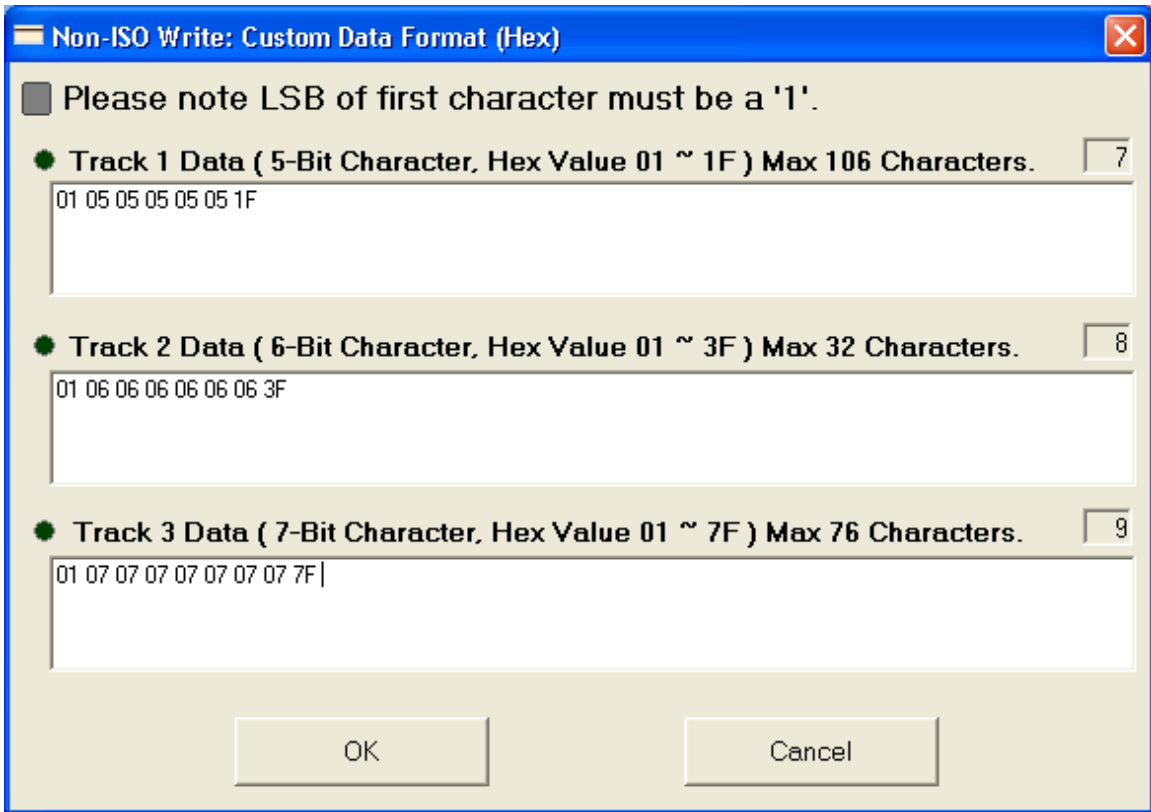 Non-ISO Write: Custom Data Format (Hex)
Please note LSB of first character must be a '1'.
Track 1 Data ( 5-Bit Character, Hex Value 01 ~ 1F ) Max 106 Characters. 7
01 05 05 05 05 05 1F
Track 2 Data ( 6-Bit Character, Hex Value 01 ~ 3F ) Max 32 Characters. 8
01 06 06 06 06 06 06 3F
Track 3 Data ( 7-Bit Character, Hex Value 01 ~ 7F ) Max 76 Characters. 9
01 07 07 07 07 07 07 07 7F
OK Cancel